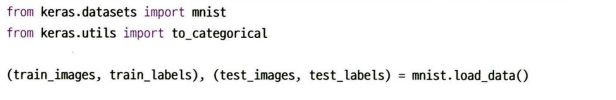 from keras.datasets import mnist
from keras.utils import to_categorical
(train_images, train_labels), (test_images, test_labels) = mnist.load_data()